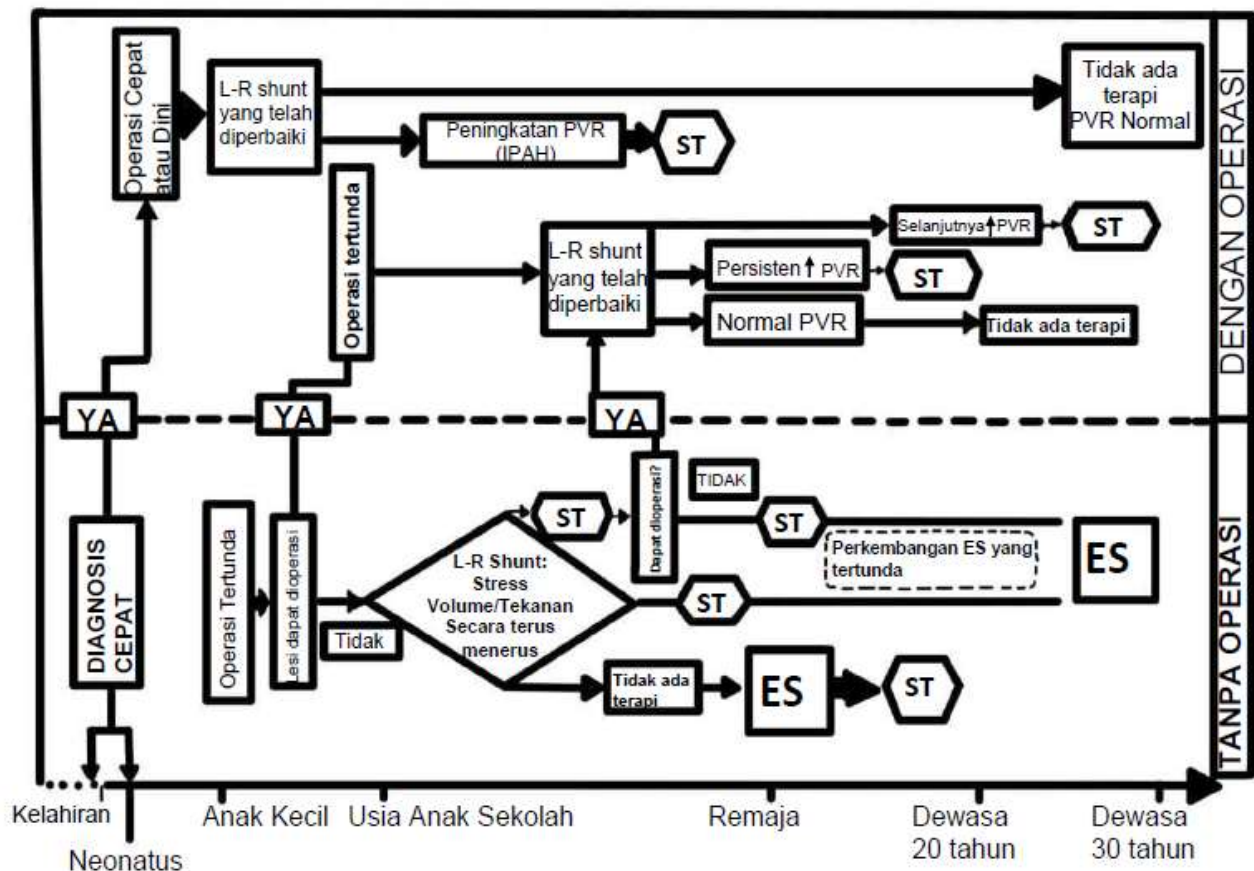 Operasi Cepat
atau Dini
L-R shunt
yang telah
diperbaiki
Peningkatan PVR
(IPAH)
ST
Tidak ada
terapi
PVR Normal
DENGAN OPERASI
Operasi tertunda
L-R shunt
yang telah
diperbaiki
Selanjutnya↑PVR
ST
Persisten ↑ PVR
ST
Normal PVR
Tidak ada terapi
YA
YA
YA
DIAGNOSIS
CEPAT
Operasi Tertunda
Lesi dapat dioperasi
Tidak
L-R Shunt:
Stress
Volume/Tekanan
Secara terus
menerus
ST
Dapat dioperasi?
TIDAK
ST
Perkembangan ES yang
tertunda
ES
ST
Tidak ada
terapi
ES
ST
TANPA OPERASI
Kelahiran
Neonatus
Anak Kecil
Usia Anak Sekolah
Remaja
Dewasa
20 tahun
Dewasa
30 tahun